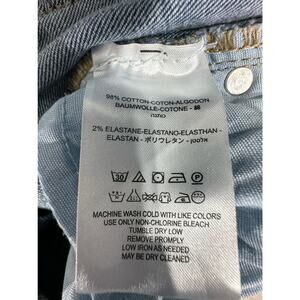 98% COTTON-COTON-ALGODON
BAUMWOLLE-COTONE - 綿
כותנה
2% ELASTANE-ELASTANO-ELASTHAN -
ELASTAN - ポリウレタン - אלסטן
30
MACHINE WASH COLD WITH LIKE COLORS
USE ONLY NON-CHLORINE BLEACH
TUMBLE DRY LOW
REMOVE PROMPLY
LOW IRON AS NEEDED
MAY BE DRY CLEANED